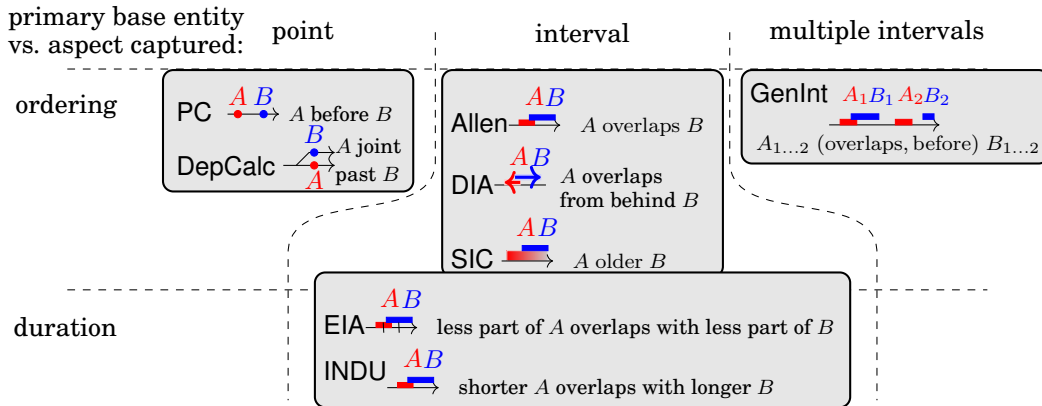 primary base entity
vs. aspect captured:
point
interval
multiple intervals
ordering
PC
A B
A before B
DepCalc
B
A
A joint
past B
Allen
AB
A overlaps B
DIA
AB
A overlaps
from behind B
SIC
AB
A older B
GenInt
A₁B₁ A₂B₂
A₁…₂ (overlaps, before) B₁…₂
duration
EIA
AB
less part of A overlaps with less part of B
INDU
AB
shorter A overlaps with longer B